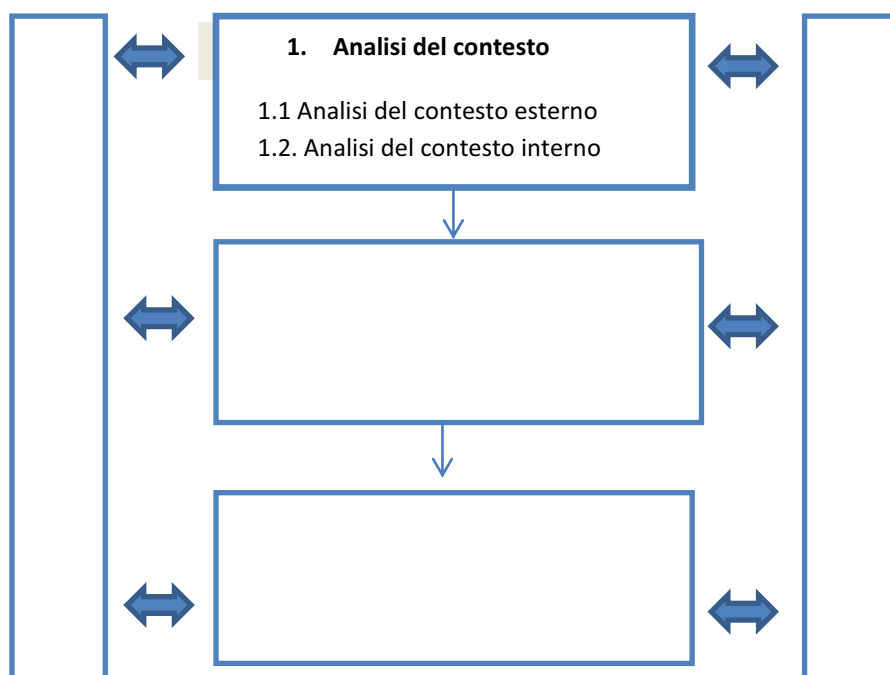 1. Analisi del contesto
1.1 Analisi del contesto esterno
1.2. Analisi del contesto interno